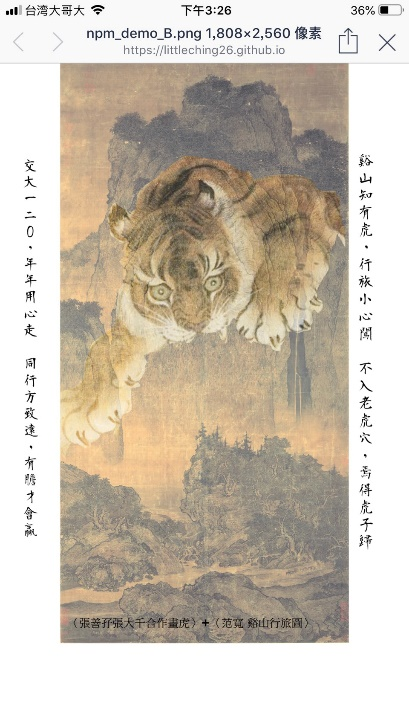 台湾大哥大
下午3:26
36%
npm_demo_B.png 1,808×2,560 像素
https://littleching26.github.io
谿山知有虎，行旅小心闖　不入老虎穴，焉得虎子歸
交大一二０，年年用心走　同行方致遠，有膽才會贏
〈張善孖張大千合作畫虎〉+〈范寬 谿山行旅圖〉